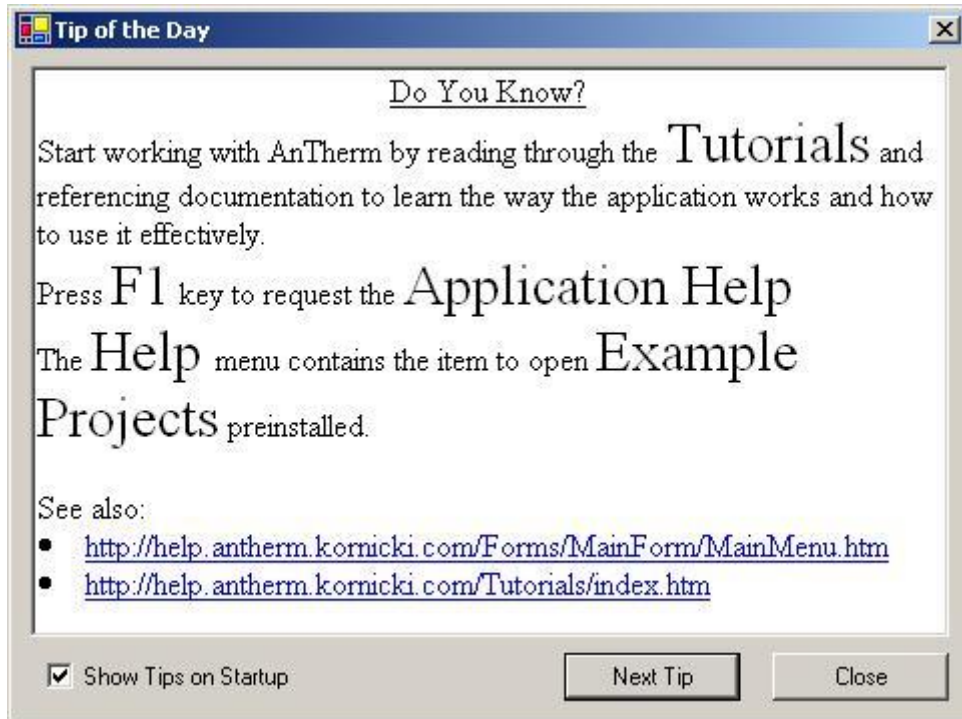 Tip of the Day
Do You Know?
Start working with AnTherm by reading through the Tutorials and
referencing documentation to learn the way the application works and how
to use it effectively.
Press F1 key to request the Application Help
The Help menu contains the item to open Example
Projects preinstalled.
See also:
• http://help.antherm.kornicki.com/Forms/MainForm/MainMenu.htm
• http://help.antherm.kornicki.com/Tutorials/index.htm
Show Tips on Startup
Next Tip
Close